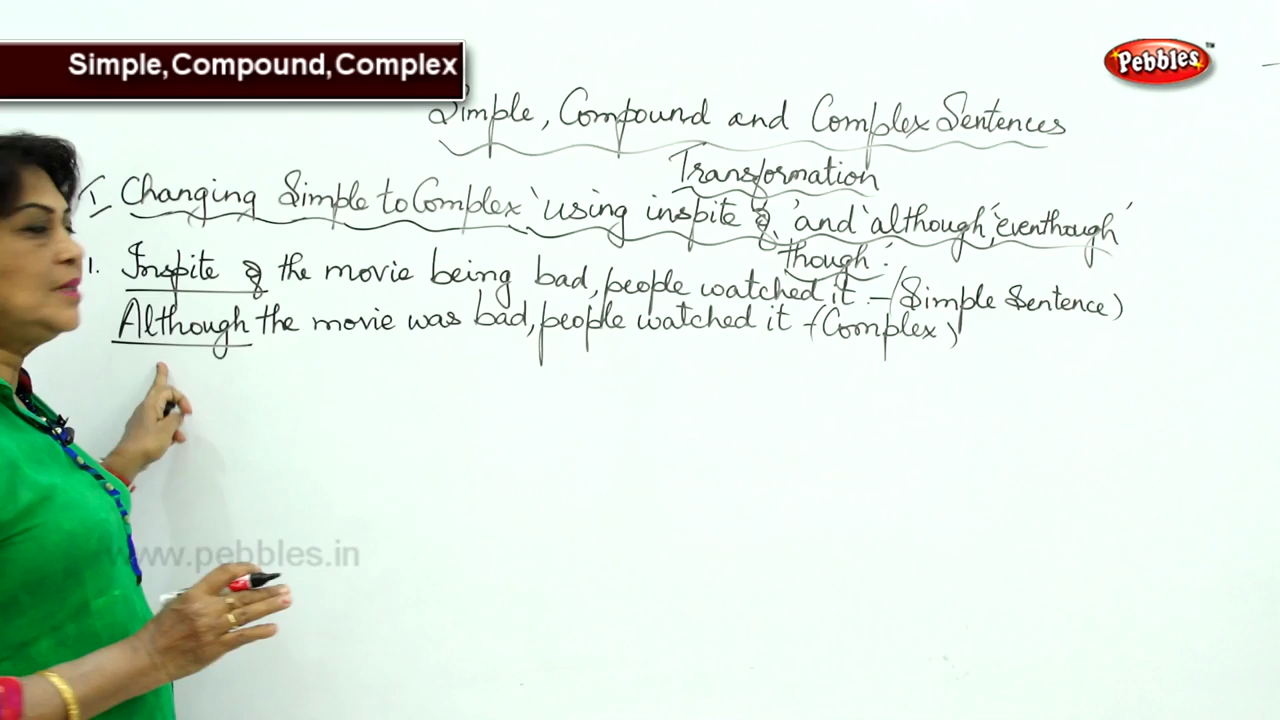 Simple,Compound,Complex
Pebbles™
Simple, Compound and Complex Sentences
Transformation
I. Changing Simple to Complex 'using inspite of' and 'although', 'eventhough'
'though'.
1. Inspite of the movie being bad, people watched it – (Simple Sentence)
Although the movie was bad, people watched it – (Complex)
www.pebbles.in